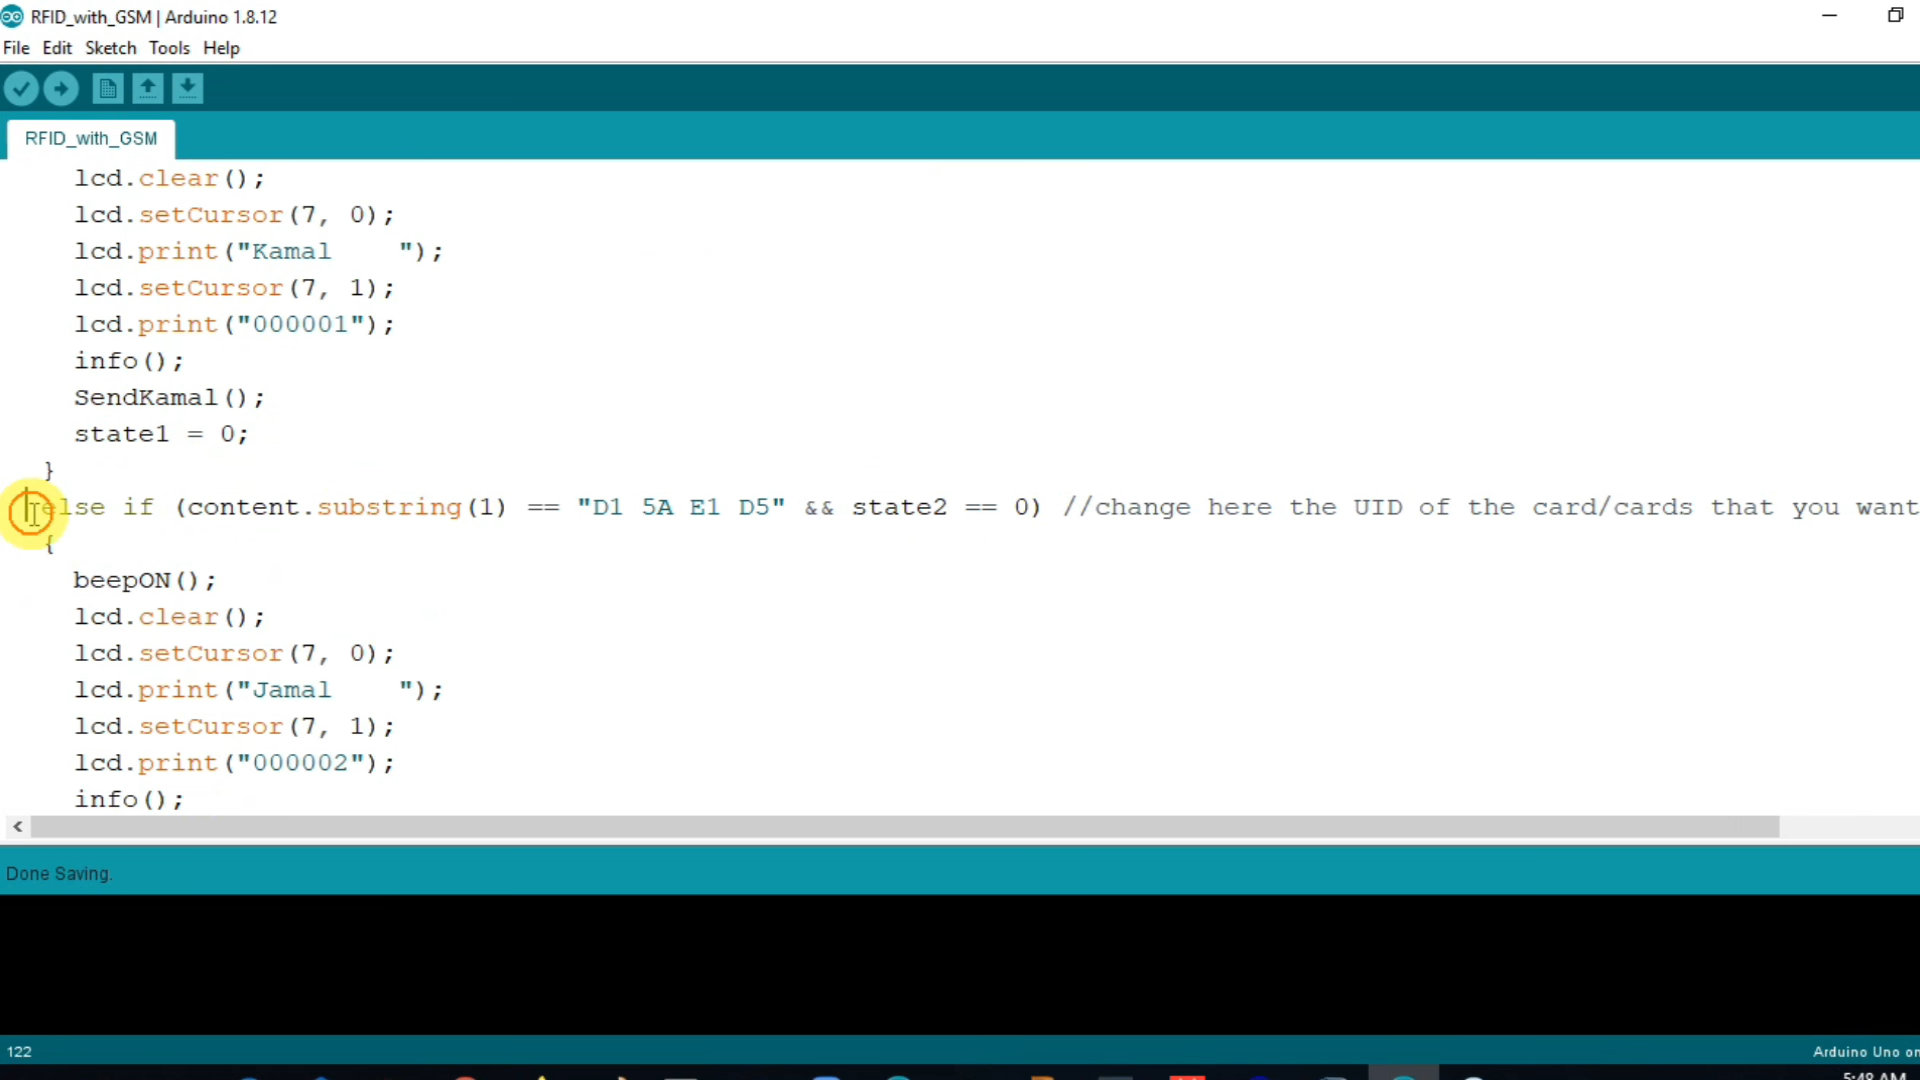 RFID_with_GSM | Arduino 1.8.12
File Edit Sketch Tools Help
RFID_with_GSM
lcd.clear();
lcd.setCursor(7, 0);
lcd.print("Kamal    ");
lcd.setCursor(7, 1);
lcd.print("000001");
info();
SendKamal();
state1 = 0;
}
else if (content.substring(1) == "D1 5A E1 D5" && state2 == 0) //change here the UID of the card/cards that you want
{
beepON();
lcd.clear();
lcd.setCursor(7, 0);
lcd.print("Jamal    ");
lcd.setCursor(7, 1);
lcd.print("000002");
info();
Done Saving.
122
Arduino Uno on
5:48 AM